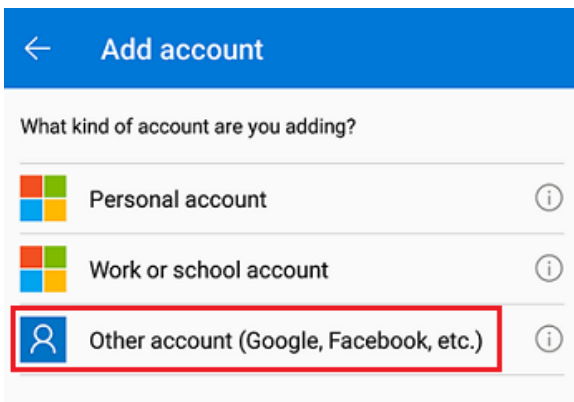 Add account
What kind of account are you adding?
Personal account
Work or school account
Other account (Google, Facebook, etc.)